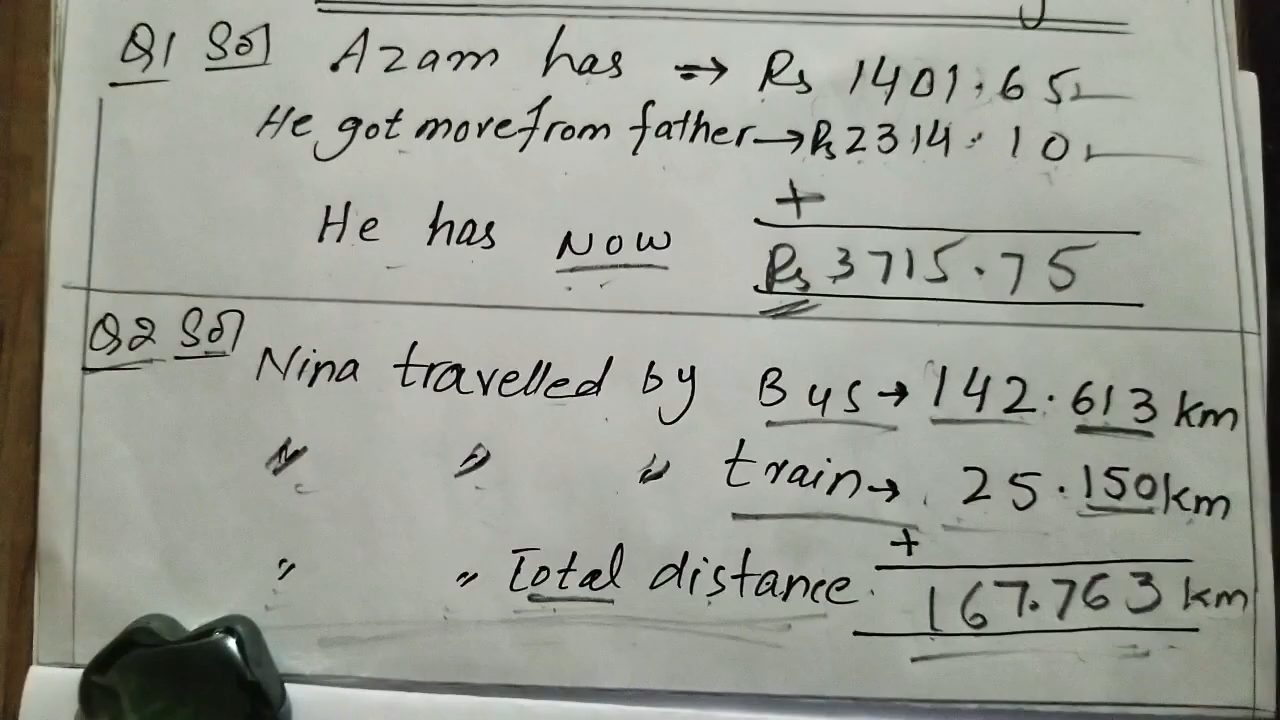 Q1 Sol Azam has → Rs 1401.65
He got more from father → Rs 2314.10
+
He has NOW Rs 3715.75
Q2 Sol Nina travelled by Bus → 142.613 km
" " " train → 25.150 km
+
" " Total distance 167.763 km